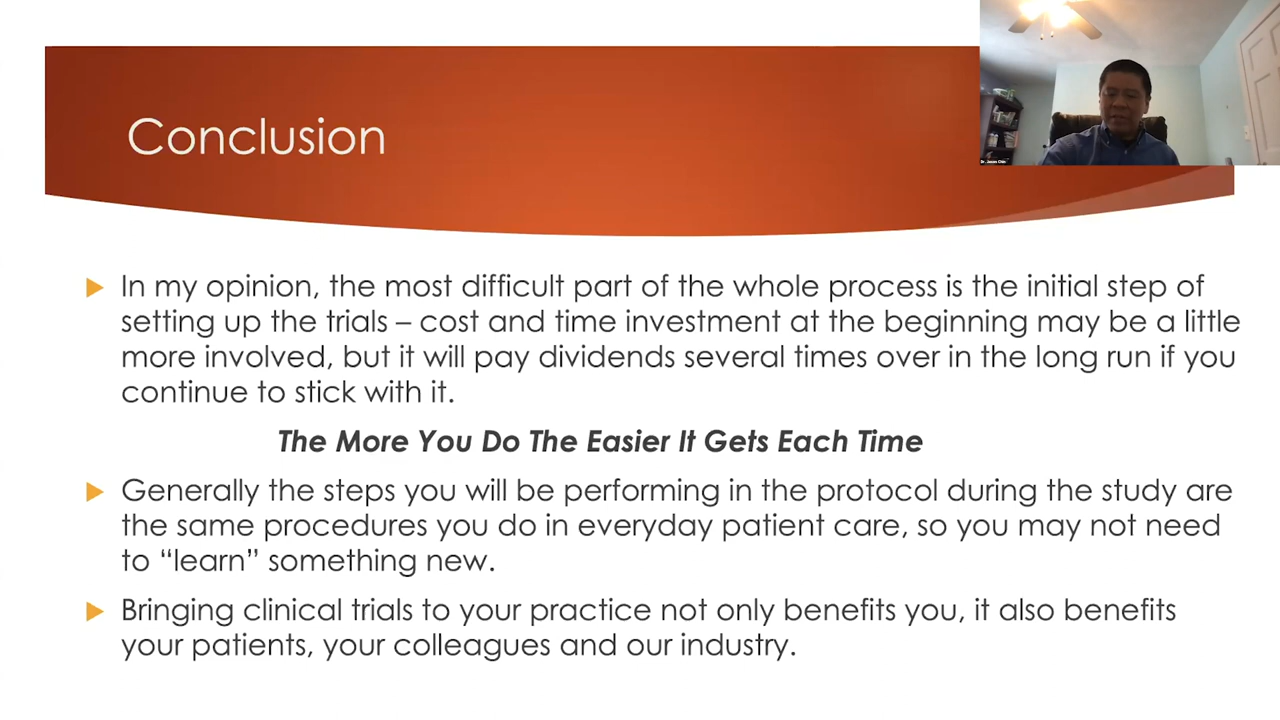 Conclusion
In my opinion, the most difficult part of the whole process is the initial step of
setting up the trials – cost and time investment at the beginning may be a little
more involved, but it will pay dividends several times over in the long run if you
continue to stick with it.
The More You Do The Easier It Gets Each Time
Generally the steps you will be performing in the protocol during the study are
the same procedures you do in everyday patient care, so you may not need
to “learn” something new.
Bringing clinical trials to your practice not only benefits you, it also benefits
your patients, your colleagues and our industry.